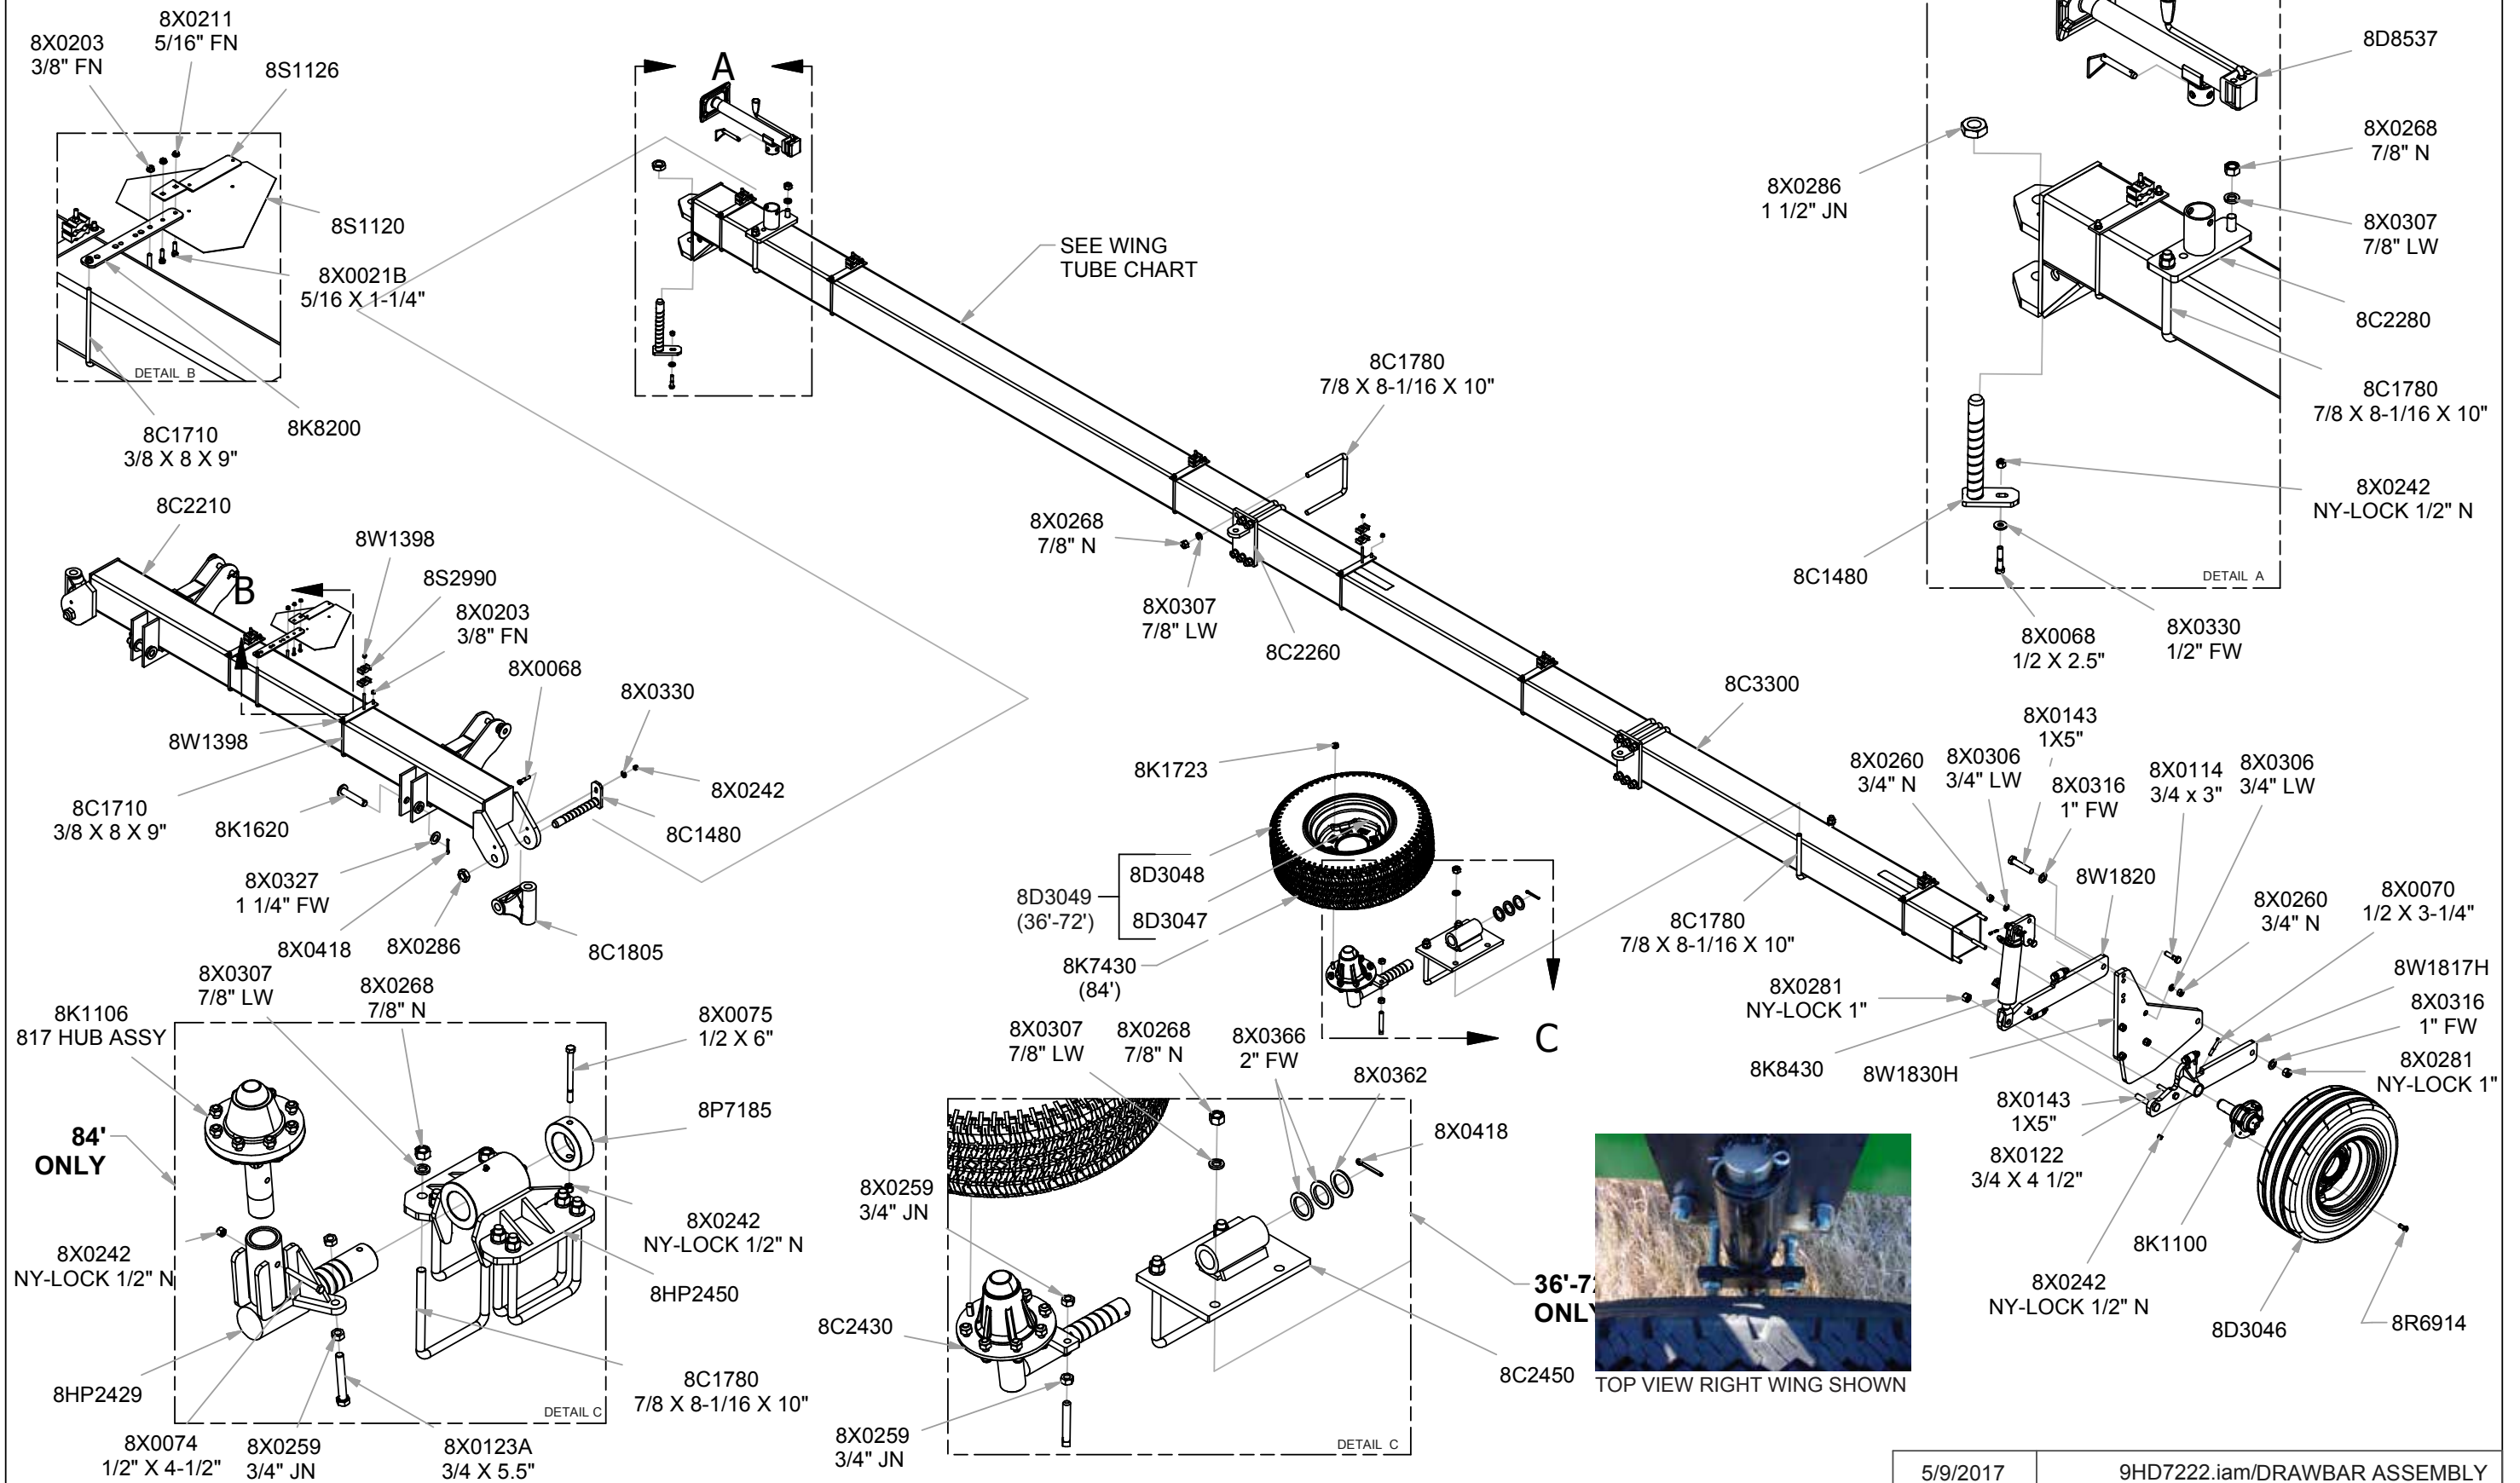 8X0203
3/8" FN
8X0211
5/16" FN
8S1126
8S1120
8X0021B
5/16 X 1-1/4"
DETAIL B
8K8200
8C1710
3/8 X 8 X 9"
A
SEE WING
TUBE CHART
8C1780
7/8 X 8-1/16 X 10"
8X0268
7/8" N
8X0307
7/8" LW
8C2260
8D8537
8X0268
7/8" N
8X0286
1 1/2" JN
8X0307
7/8" LW
8C2280
8C1780
7/8 X 8-1/16 X 10"
8X0242
NY-LOCK 1/2" N
8C1480
DETAIL A
8X0068
1/2 X 2.5"
8X0330
1/2" FW
8C2210
8W1398
8S2990
B
8X0203
3/8" FN
8X0068
8X0330
8W1398
8X0242
8C1710
3/8 X 8 X 9"
8K1620
8C1480
8X0327
1 1/4" FW
8X0418
8X0286
8C1805
8C3300
8K1723
8D3049
(36'-72')
8D3048
8D3047
8K7430
(84')
C
8C1780
7/8 X 8-1/16 X 10"
8X0260
3/4" N
8X0306
3/4" LW
8X0143
1X5"
8X0316
1" FW
8X0114
3/4 x 3"
8X0306
3/4" LW
8W1820
8X0260
3/4" N
8X0070
1/2 X 3-1/4"
8W1817H
8X0281
NY-LOCK 1"
8X0316
1" FW
8K8430
8W1830H
8X0281
NY-LOCK 1"
8X0143
1X5"
8X0122
3/4 X 4 1/2"
8K1100
8X0242
NY-LOCK 1/2" N
8D3046
8R6914
8X0307
7/8" LW
8X0268
7/8" N
8K1106
817 HUB ASSY
8X0075
1/2 X 6"
8P7185
84'
ONLY
8X0242
NY-LOCK 1/2" N
8X0242
NY-LOCK 1/2" N
8HP2450
8HP2429
8C1780
7/8 X 8-1/16 X 10"
DETAIL C
8X0074
1/2" X 4-1/2"
8X0259
3/4" JN
8X0123A
3/4 X 5.5"
8X0307
7/8" LW
8X0268
7/8" N
8X0366
2" FW
8X0362
8X0418
8X0259
3/4" JN
8C2430
8C2450
8X0259
3/4" JN
DETAIL C
TOP VIEW RIGHT WING SHOWN
5/9/2017
9HD7222.iam/DRAWBAR ASSEMBLY